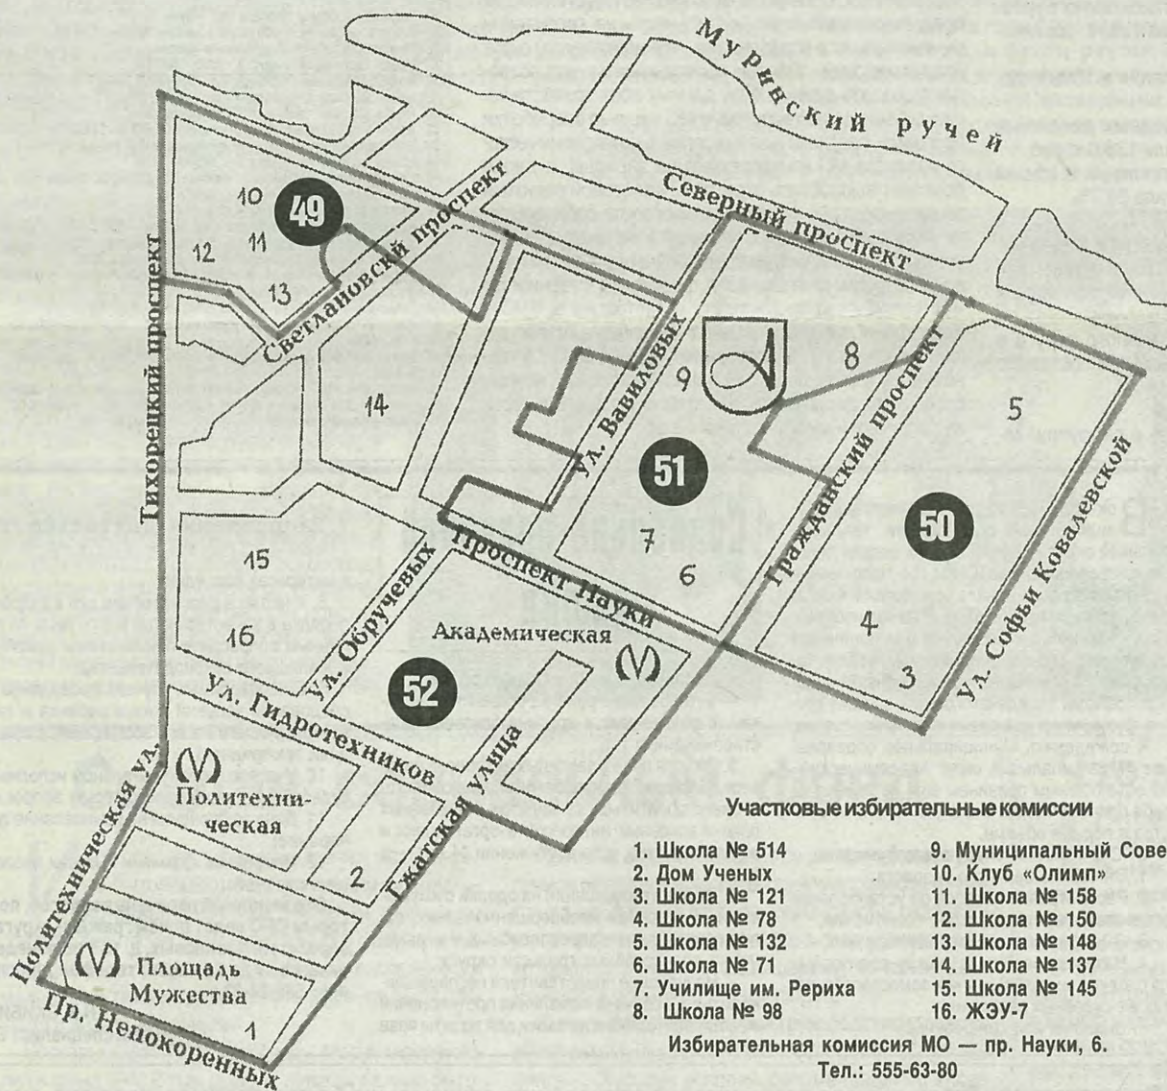 Муринский ручей
Северный проспект
10
49
12
11
13
Светлановскй проспект
Тихорецкий проспект
14
ул. Вавиловых
9
8
5
51
Гражданский проспект
50
Ул. Софьи Ковалевской
7
6
4
3
Проспект Науки
15
16
Ул. Обручевых
Академическая
52
Ул. Гидротехников
Гжатская улица
Политехни-
ческая
2
Политехническая ул.
Площадь
Мужества
1
Пр. Непокоренных
Участковые избирательные комиссии
1. Школа № 514
2. Дом Ученых
3. Школа № 121
4. Школа № 78
5. Школа № 132
6. Школа № 71
7. Училище им. Рериха
8. Школа № 98
9. Муниципальный Сове
10. Клуб «Олимп»
11. Школа № 158
12. Школа № 150
13. Школа № 148
14. Школа № 137
15. Школа № 145
16. ЖЭУ-7
Избирательная комиссия МО — пр. Науки, 6.
Тел.: 555-63-80